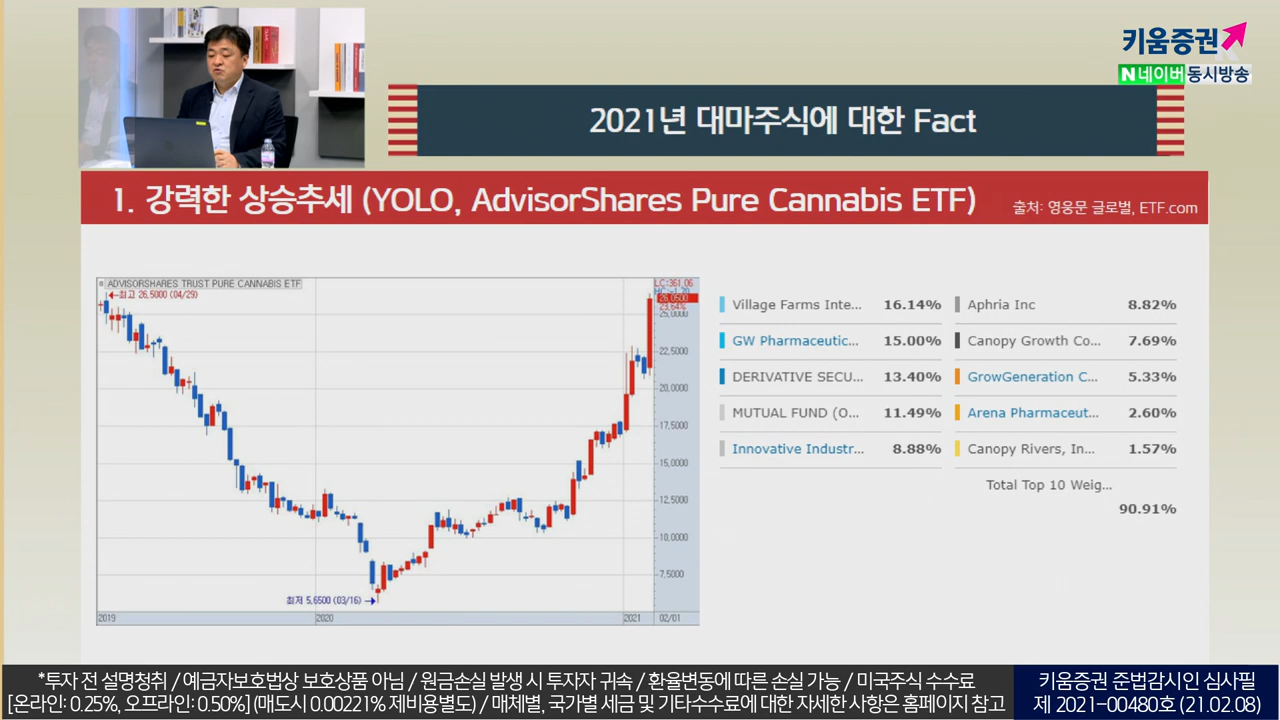 키움증권
N 네이버 동시방송
2021년 대마주식에 대한 Fact
1. 강력한 상승추세 (YOLO, AdvisorShares Pure Cannabis ETF)
출처: 영웅문 글로벌, ETF.com
ADVISORSHARES TRUST PURE CANNABIS ETF
최고 26,5000 (04/29)
LC:361,06
HC:-1,70
26,0500
23,64%
25,0000
22,5000
20,0000
17,5000
15,0000
12,5000
10,0000
7,5000
최저 5,6500 (03/16)
2019
2020
2021
02/01
Village Farms Inte... 16.14%
GW Pharmaceutic... 15.00%
DERIVATIVE SECU... 13.40%
MUTUAL FUND (O... 11.49%
Innovative Industr... 8.88%
Aphria Inc 8.82%
Canopy Growth Co... 7.69%
GrowGeneration C... 5.33%
Arena Pharmaceut... 2.60%
Canopy Rivers, In... 1.57%
Total Top 10 Weig...
90.91%
*투자 전 설명청취 / 예금자보호법상 보호상품 아님 / 원금손실 발생 시 투자자 귀속 / 환율변동에 따른 손실 가능 / 미국주식 수수료
[온라인: 0.25%, 오프라인: 0.50%] (매도시 0.00221% 제비용별도) / 매체별, 국가별 세금 및 기타수수료에 대한 자세한 사항은 홈페이지 참고
키움증권 준법감시인 심사필
제 2021-00480호 (21.02.08)